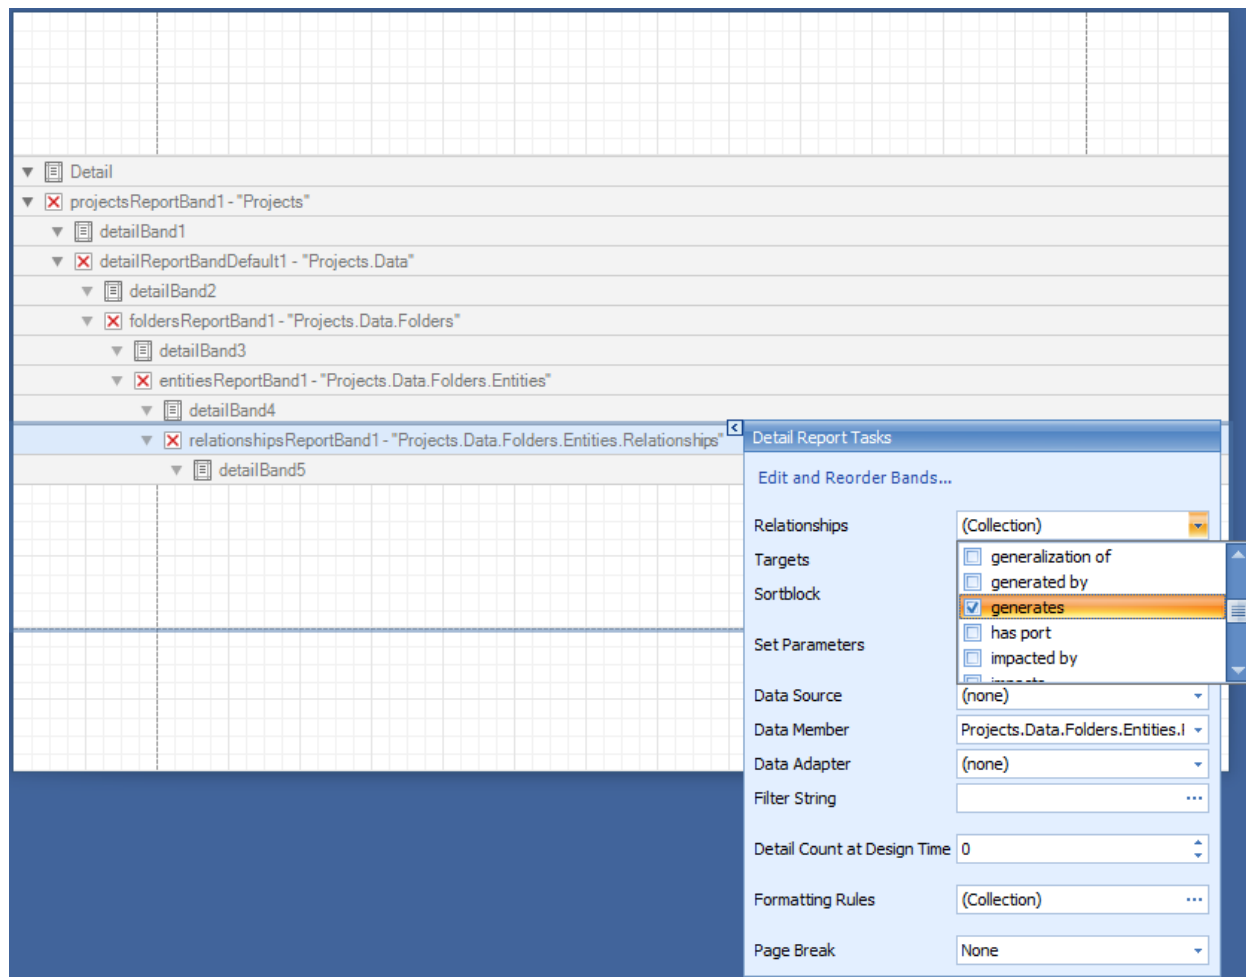 Detail
projectsReportBand1 - "Projects"
detailBand1
detailReportBandDefault1 - "Projects.Data"
detailBand2
foldersReportBand1 - "Projects.Data.Folders"
detailBand3
entitiesReportBand1 - "Projects.Data.Folders.Entities"
detailBand4
relationshipsReportBand1 - "Projects.Data.Folders.Entities.Relationships"
detailBand5
Detail Report Tasks
Edit and Reorder Bands...
Relationships (Collection)
Targets
Sortblock
Set Parameters
generalization of
generated by
generates
has port
impacted by
impacts
Data Source (none)
Data Member Projects.Data.Folders.Entities.
Data Adapter (none)
Filter String
Detail Count at Design Time 0
Formatting Rules (Collection)
Page Break None